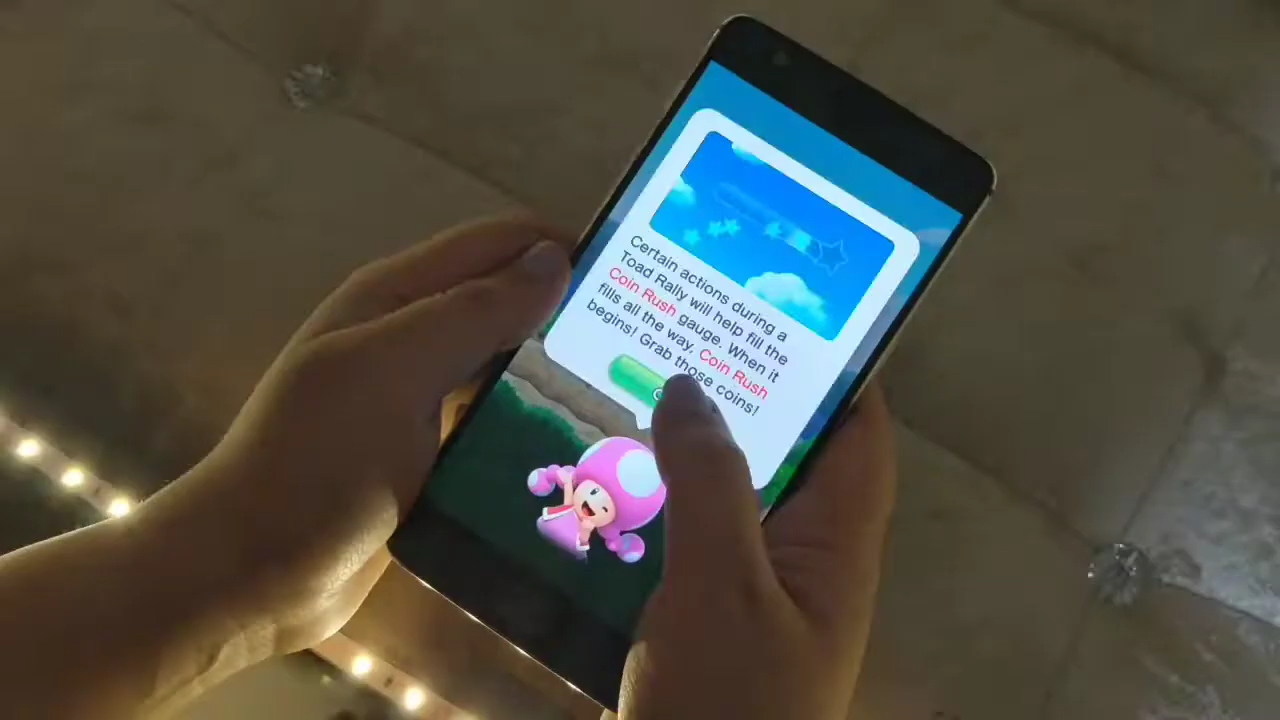 Certain actions during a
Toad Rally will help fill the
Coin Rush gauge. When it
fills all the way, Coin Rush
begins! Grab those coins!